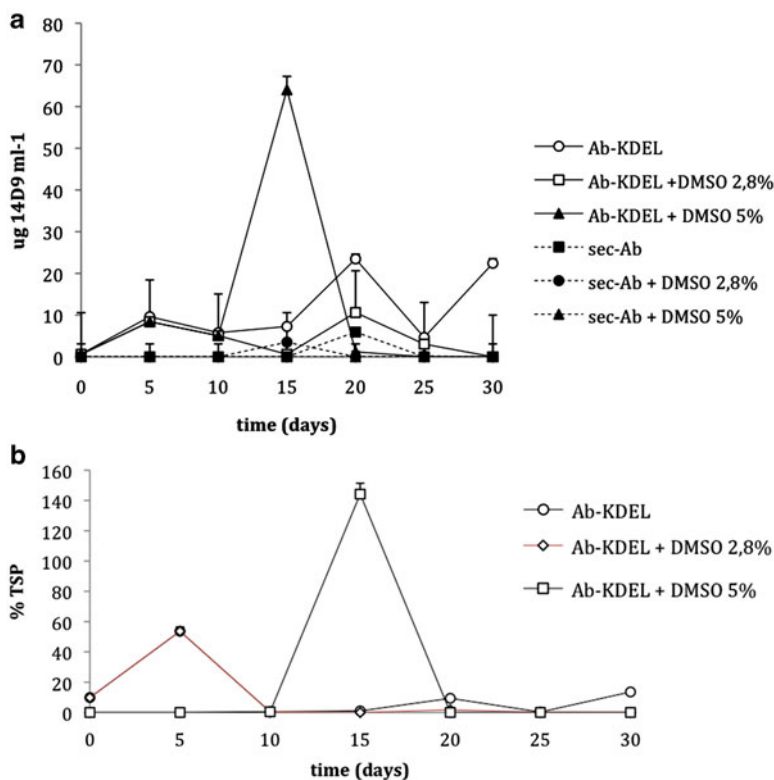 a
ug 14D9 ml-1
80
70
60
50
40
30
20
10
0
0 5 10 15 20 25 30
time (days)
Ab-KDEL
Ab-KDEL +DMSO 2,8%
Ab-KDEL + DMSO 5%
sec-Ab
sec-Ab + DMSO 2,8%
sec-Ab + DMSO 5%
b
% TSP
160
140
120
100
80
60
40
20
0
0 5 10 15 20 25 30
time (days)
Ab-KDEL
Ab-KDEL + DMSO 2,8%
Ab-KDEL + DMSO 5%